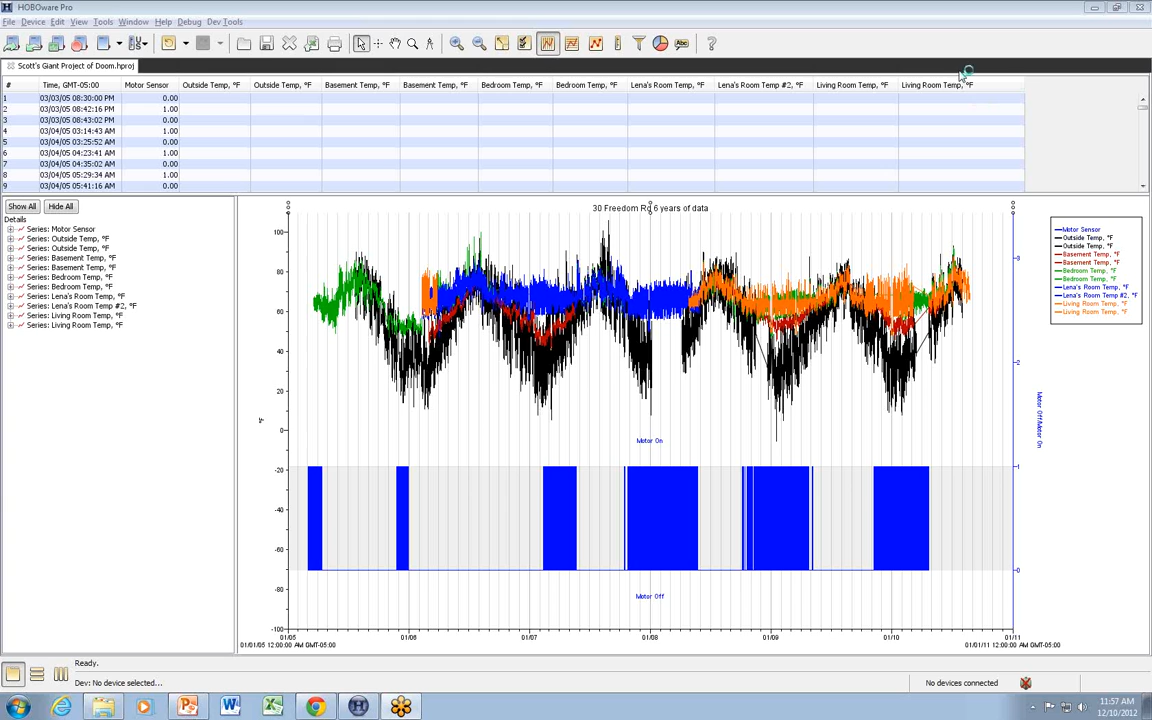 HOBOware Pro
File Device Edit View Tools Window Help Debug Dev Tools
Scott's Giant Project of Doom.hproj
# Time, GMT-05:00 Motor Sensor Outside Temp, °F Outside Temp, °F Basement Temp, °F Basement Temp, °F Bedroom Temp, °F Bedroom Temp, °F Lena's Room Temp, °F Lena's Room Temp #2, °F Living Room Temp, °F Living Room Temp, °F
1 03/03/05 08:30:00 PM 0.00
2 03/03/05 08:42:16 PM 1.00
3 03/03/05 08:43:02 PM 0.00
4 03/04/05 03:14:43 AM 1.00
5 03/04/05 03:25:52 AM 0.00
6 03/04/05 04:23:41 AM 1.00
7 03/04/05 04:35:02 AM 0.00
8 03/04/05 05:29:34 AM 1.00
9 03/04/05 05:41:16 AM 0.00
Show All Hide All
Details
Series: Motor Sensor
Series: Outside Temp, °F
Series: Outside Temp, °F
Series: Basement Temp, °F
Series: Basement Temp, °F
Series: Bedroom Temp, °F
Series: Bedroom Temp, °F
Series: Lena's Room Temp, °F
Series: Lena's Room Temp #2, °F
Series: Living Room Temp, °F
Series: Living Room Temp, °F
30 Freedom Rd 6 years of data
100
80
60
40
20
0
-20
-40
-60
-80
-100
°F
3
2
1
0
Motor Off/Motor On
Motor On
Motor Off
01/05 01/06 01/07 01/08 01/09 01/10 01/11
01/01/05 12:00:00 AM GMT-05:00 01/01/11 12:00:00 AM GMT-05:00
Motor Sensor
Outside Temp, °F
Outside Temp, °F
Basement Temp, °F
Basement Temp, °F
Bedroom Temp, °F
Bedroom Temp, °F
Lena's Room Temp, °F
Lena's Room Temp #2, °F
Living Room Temp, °F
Living Room Temp, °F
Ready.
Dev: No device selected...
No devices connected
11:57 AM
12/10/2012